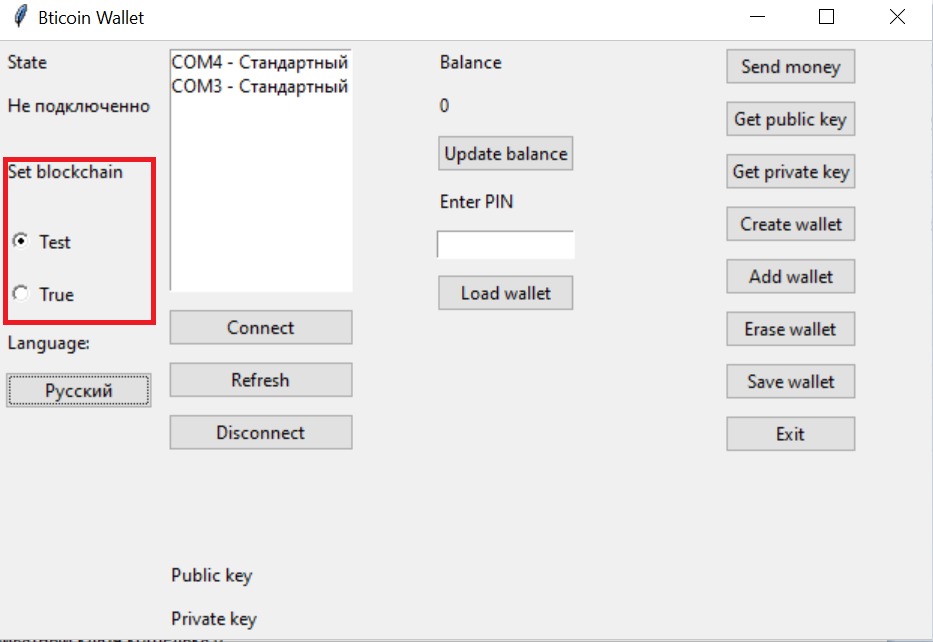 Bticoin Wallet
State
Не подключенно
Set blockchain
Test
True
Language:
Русский
COM4 - Стандартный
COM3 - Стандартный
Connect
Refresh
Disconnect
Balance
0
Update balance
Enter PIN
Load wallet
Send money
Get public key
Get private key
Create wallet
Add wallet
Erase wallet
Save wallet
Exit
Public key
Private key